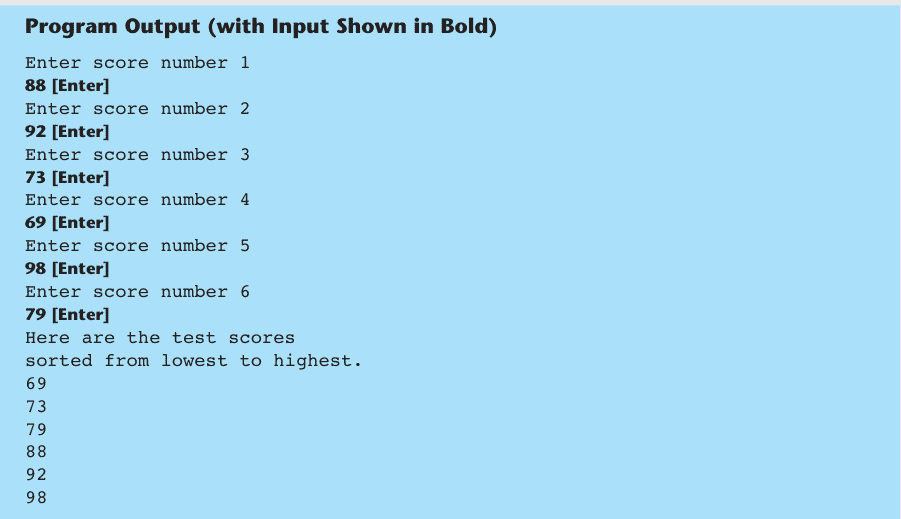 Program Output (with Input Shown in Bold)
Enter score number 1
88 [Enter]
Enter score number 2
92 [Enter]
Enter score number 3
73 [Enter]
Enter score number 4
69 [Enter]
Enter score number 5
98 [Enter]
Enter score number 6
79 [Enter]
Here are the test scores
sorted from lowest to highest.
69
73
79
88
92
98